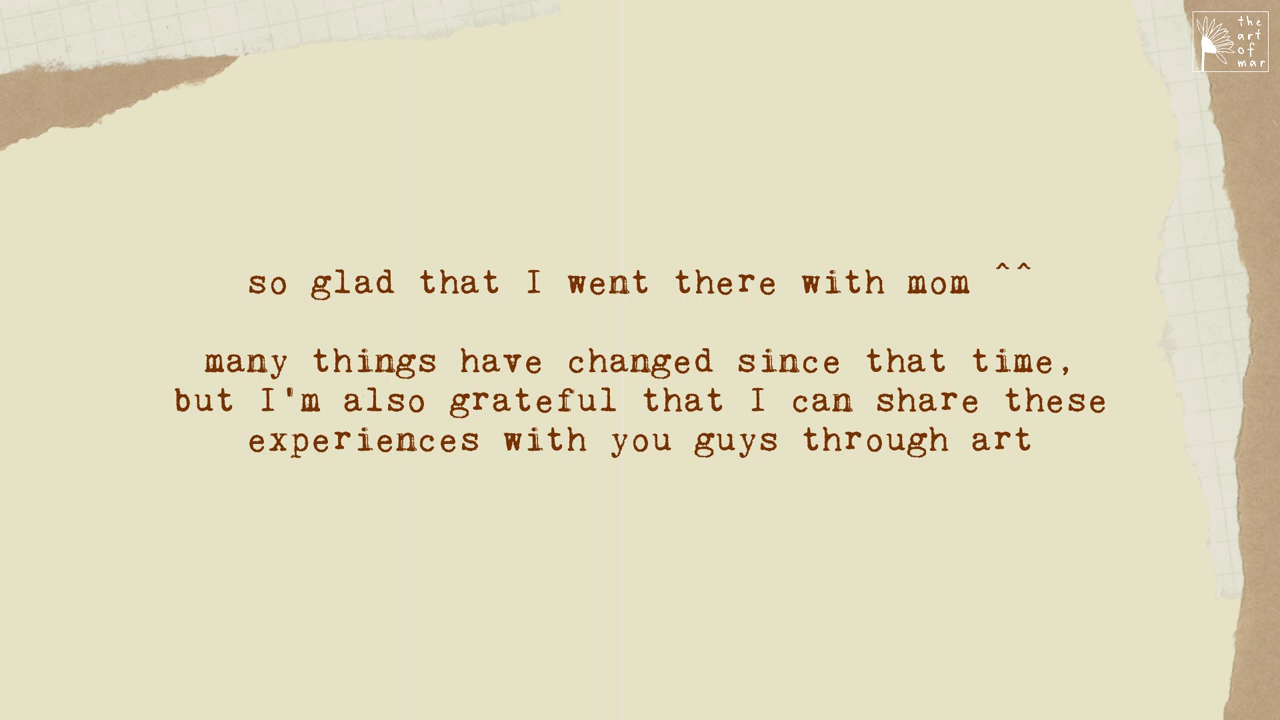 the
art
of
mar
so glad that I went there with mom ^^
many things have changed since that time,
but I'm also grateful that I can share these
experiences with you guys through art